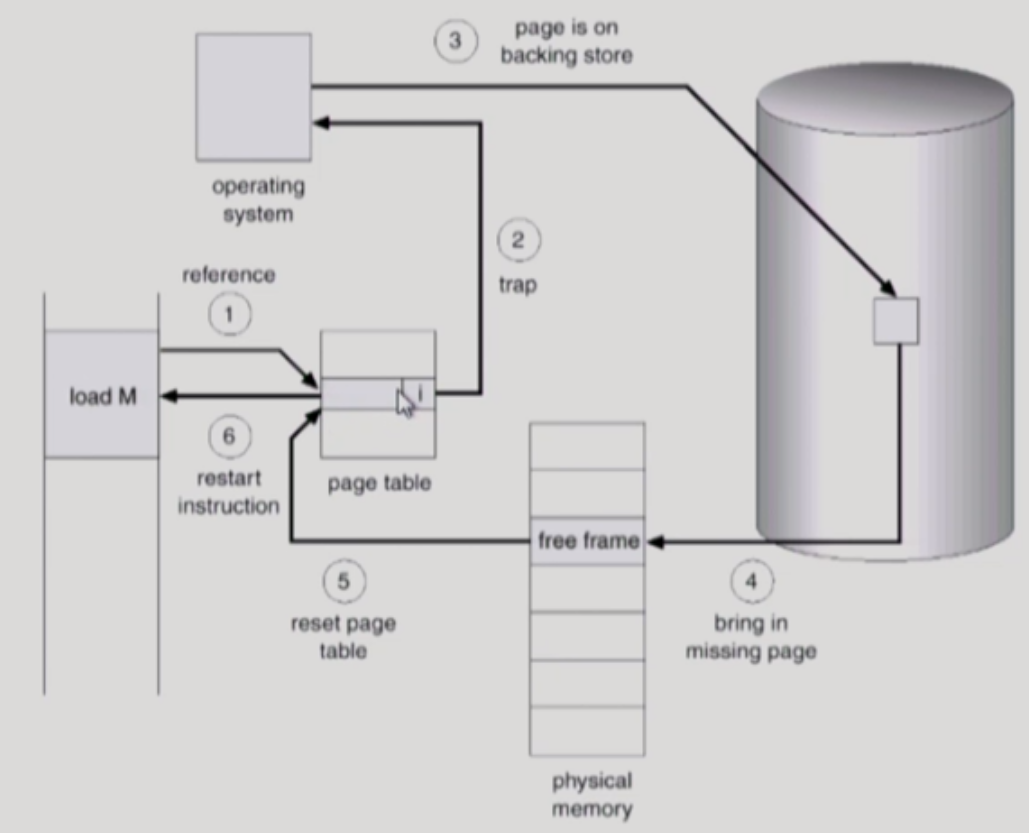 3
page is on
backing store
operating
system
2
trap
reference
1
load M
i
6
restart
instruction
page table
free frame
5
reset page
table
4
bring in
missing page
physical
memory